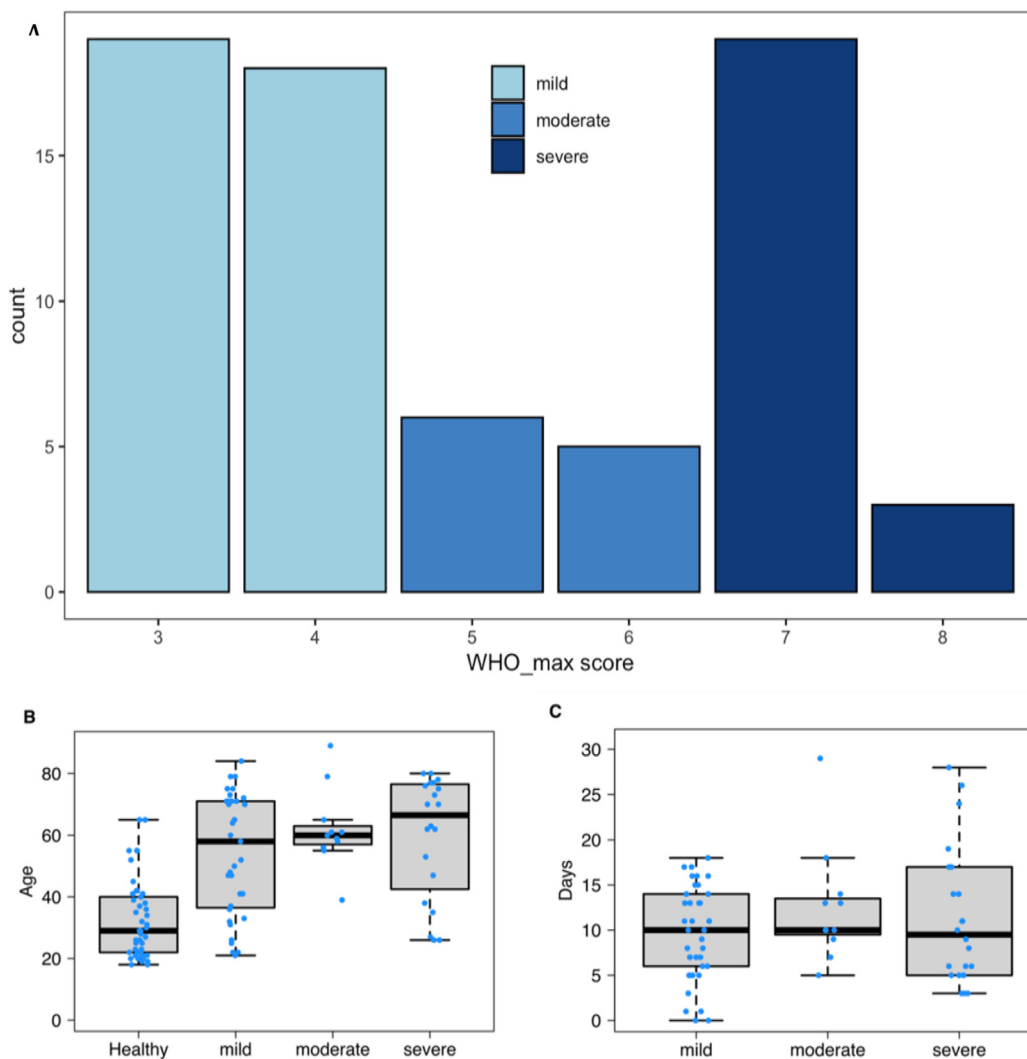 A
mild
moderate
severe
count
15
10
5
0
3 4 5 6 7 8
WHO_max score
B
Age
80
60
40
20
0
Healthy mild moderate severe
C
Days
30
25
20
15
10
5
0
mild moderate severe